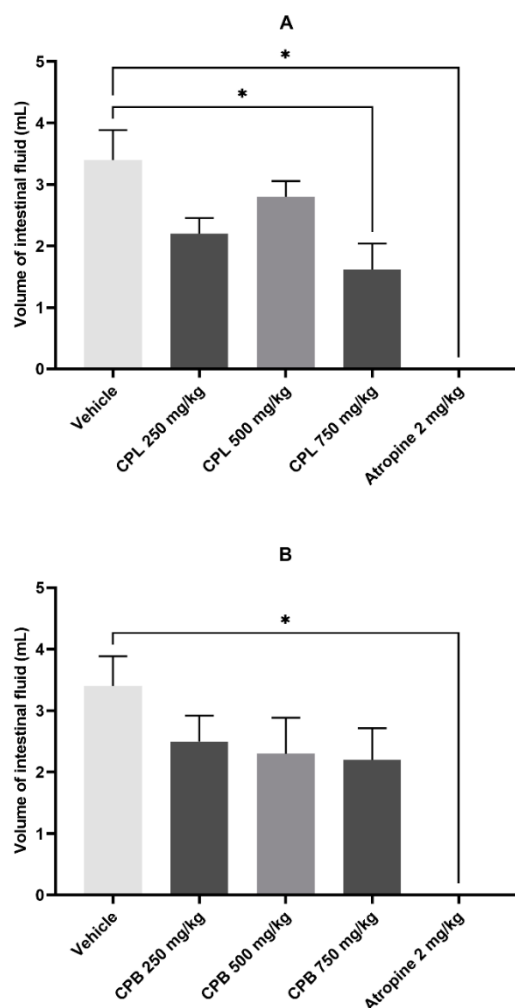 A
*
*
Volume of intestinal fluid (mL)
5
4
3
2
1
0
Vehicle
CPL 250 mg/kg
CPL 500 mg/kg
CPL 750 mg/kg
Atropine 2 mg/kg
B
*
Volume of intestinal fluid (mL)
5
4
3
2
1
0
Vehicle
CPB 250 mg/kg
CPB 500 mg/kg
CPB 750 mg/kg
Atropine 2 mg/kg